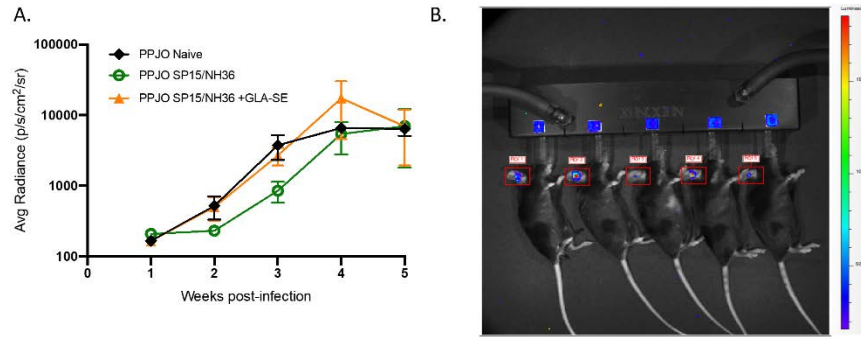 A.
100000
10000
1000
100
Avg Radiance (p/s/cm2/sr)
0 1 2 3 4 5
Weeks post-infection
PPJO Naive
PPJO SP15/NH36
PPJO SP15/NH36 +GLA-SE
B.